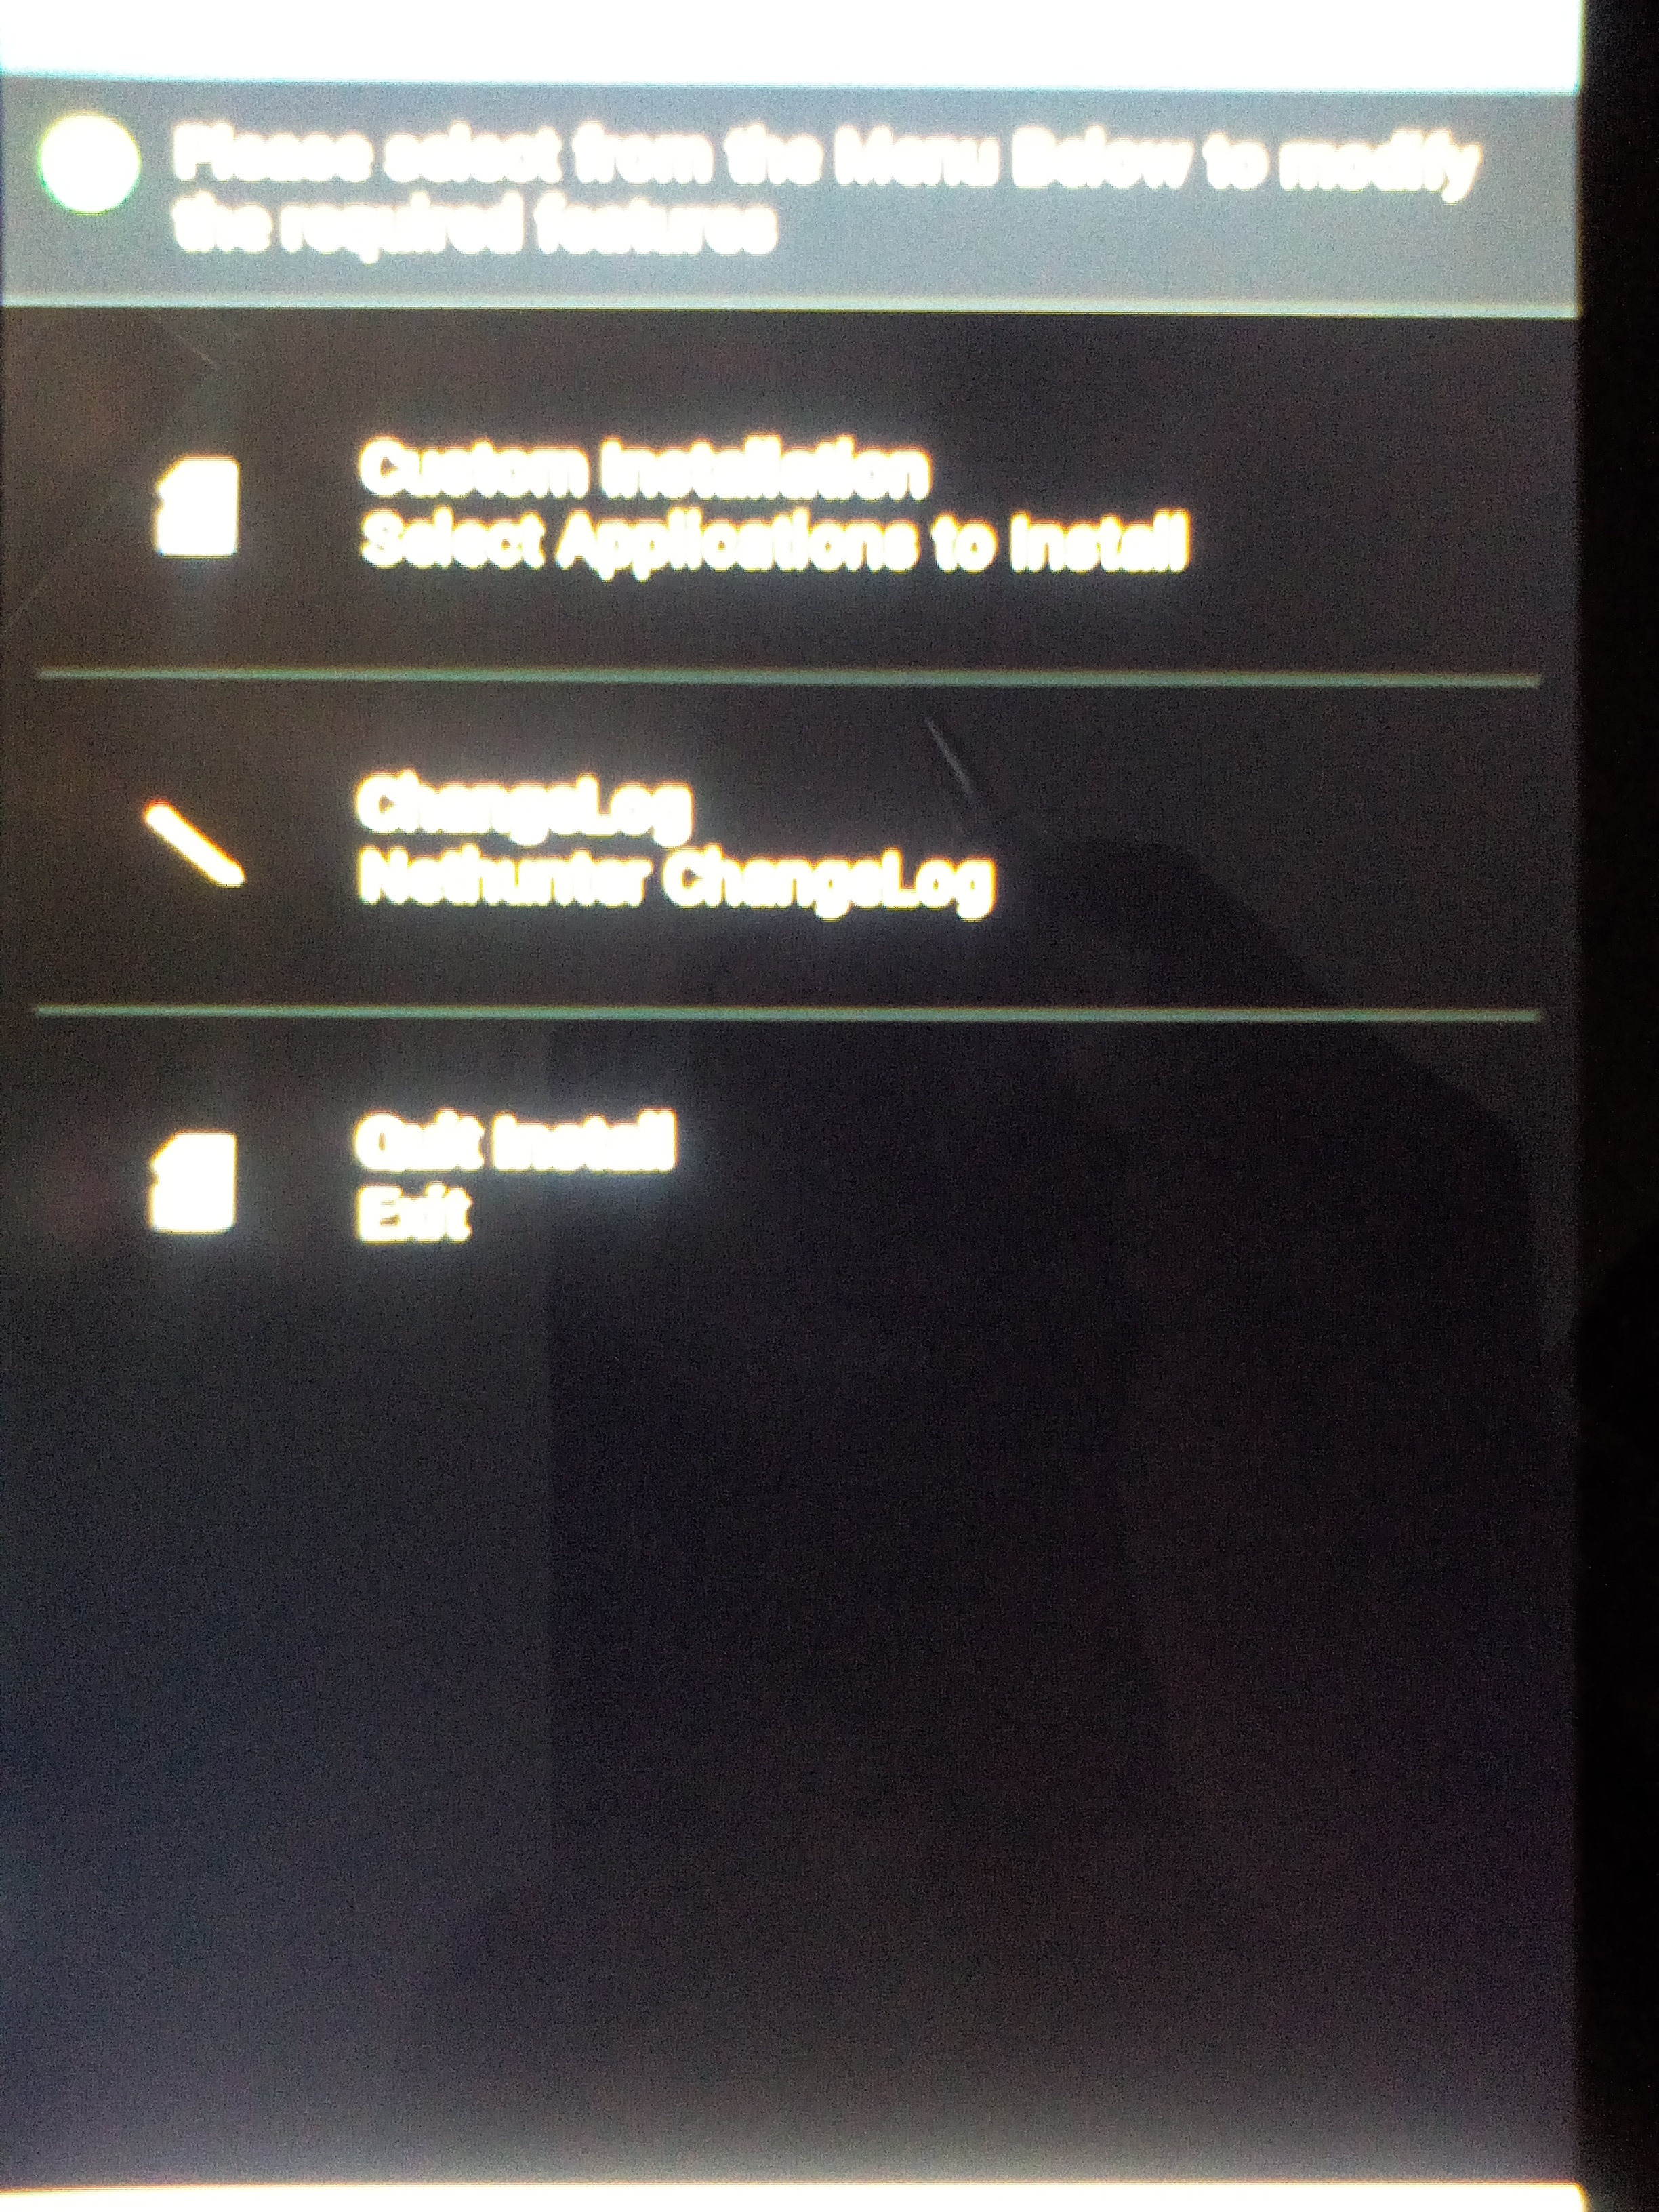 Please select from the Menu Below to modify
the required features
Custom Installation
Select Applications to Install
ChangeLog
Nethunter ChangeLog
Quit Install
Exit